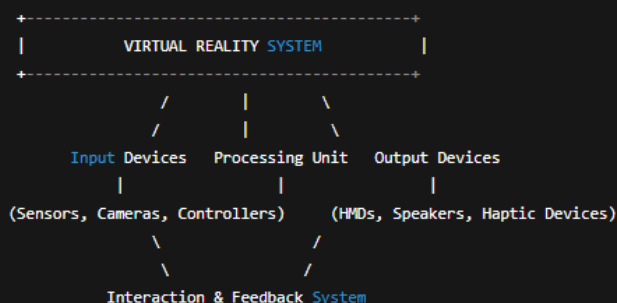 +-------------------------------------------+
|          VIRTUAL REALITY SYSTEM           |
+-------------------------------------------+
/        |        \
/         |         \
Input Devices   Processing Unit   Output Devices
|                 |                |
(Sensors, Cameras, Controllers)     (HMDs, Speakers, Haptic Devices)
\                 /
\               /
Interaction & Feedback System